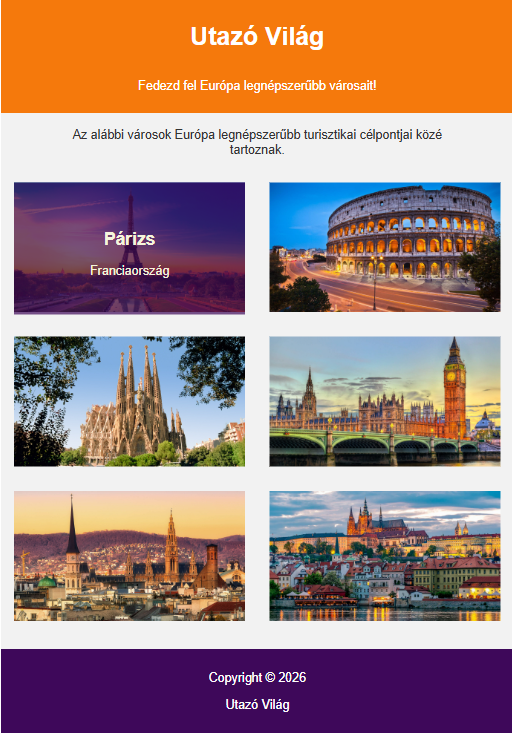 Utazó Világ
Fedezd fel Európa legnépszerűbb városait!
Az alábbi városok Európa legnépszerűbb turisztikai célpontjai közé
tartoznak.
Párizs
Franciaország
Copyright © 2026
Utazó Világ